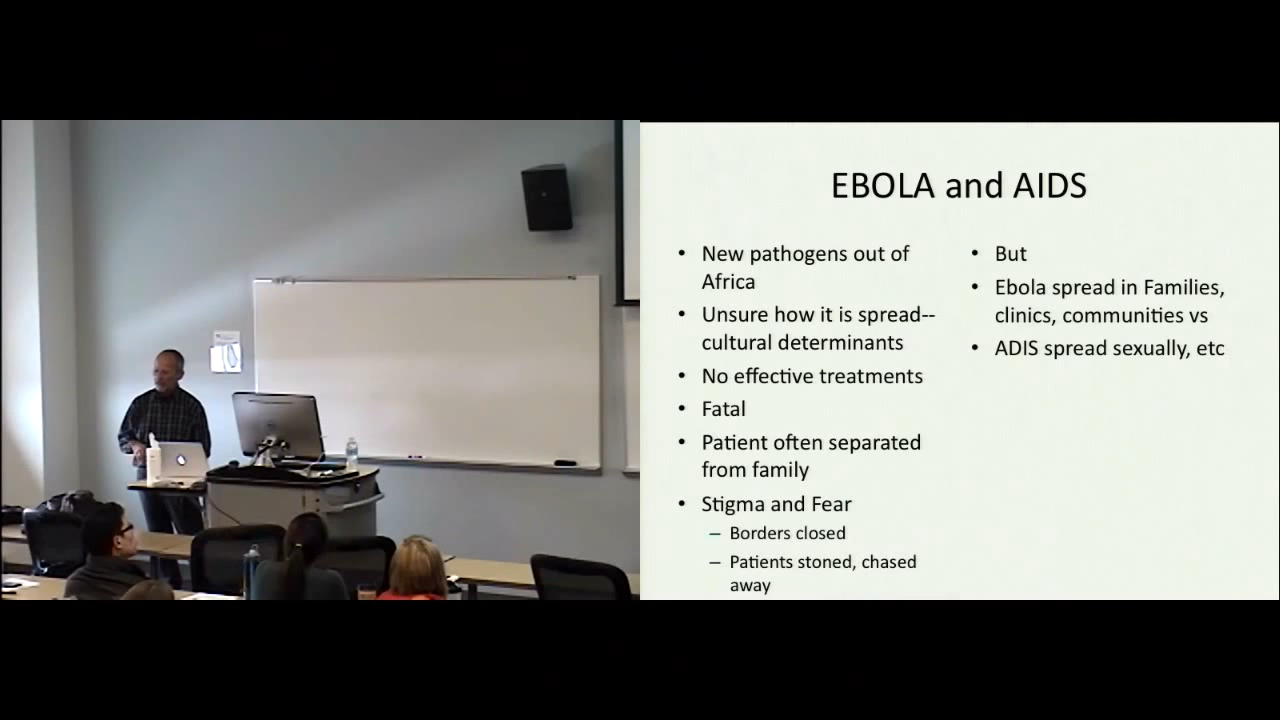 EBOLA and AIDS
• New pathogens out of
Africa
• Unsure how it is spread--
cultural determinants
• No effective treatments
• Fatal
• Patient often separated
from family
• Stigma and Fear
– Borders closed
– Patients stoned, chased
away
• But
• Ebola spread in Families,
clinics, communities vs
• ADIS spread sexually, etc